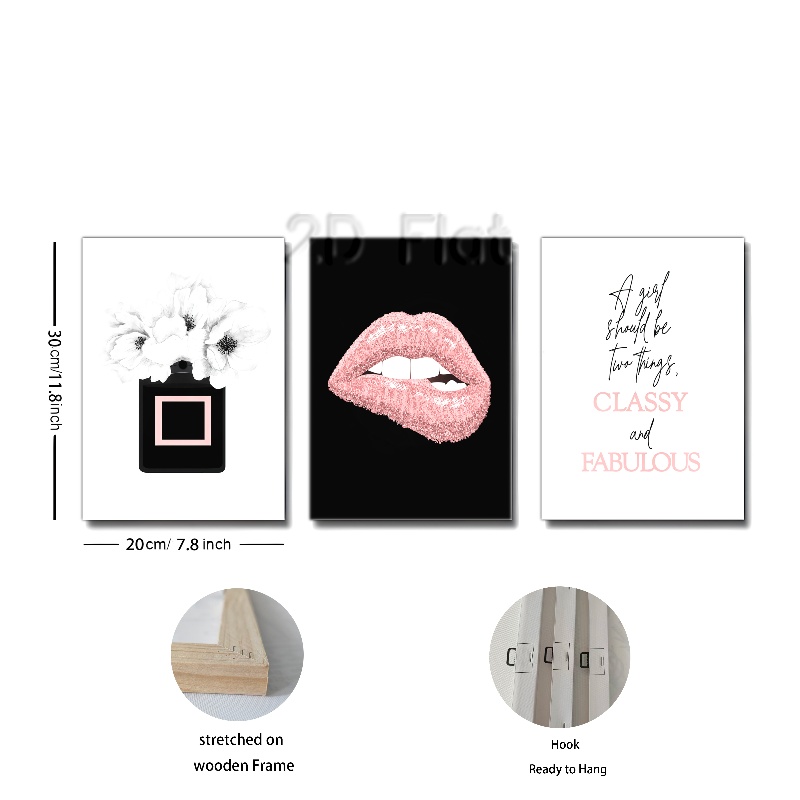 2D Flat
A girl
should be
two things,
CLASSY
and
FABULOUS
30cm/11.8inch
20cm/ 7.8 inch
stretched on
wooden Frame
Hook
Ready to Hang